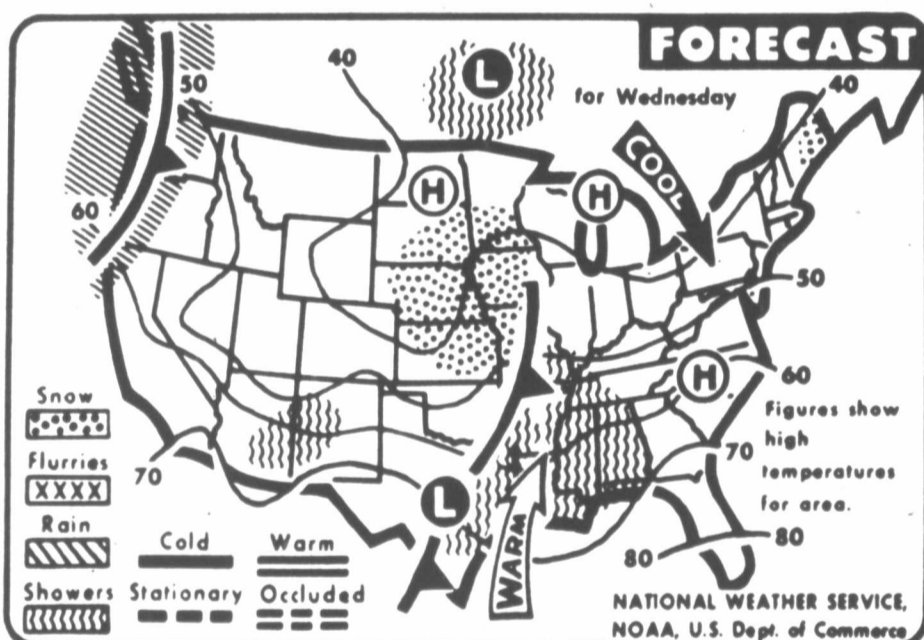 FORECAST
for Wednesday
L
40
50
40
COOL
H
H
60
50
H
60
Snow
Figures show
high
temperatures
for area.
Flurries
XXXX
70
70
Rain
L
WARM
Cold
Warm
80
80
Showers
Stationary
Occluded
NATIONAL WEATHER SERVICE,
NOAA, U.S. Dept. of Commerce